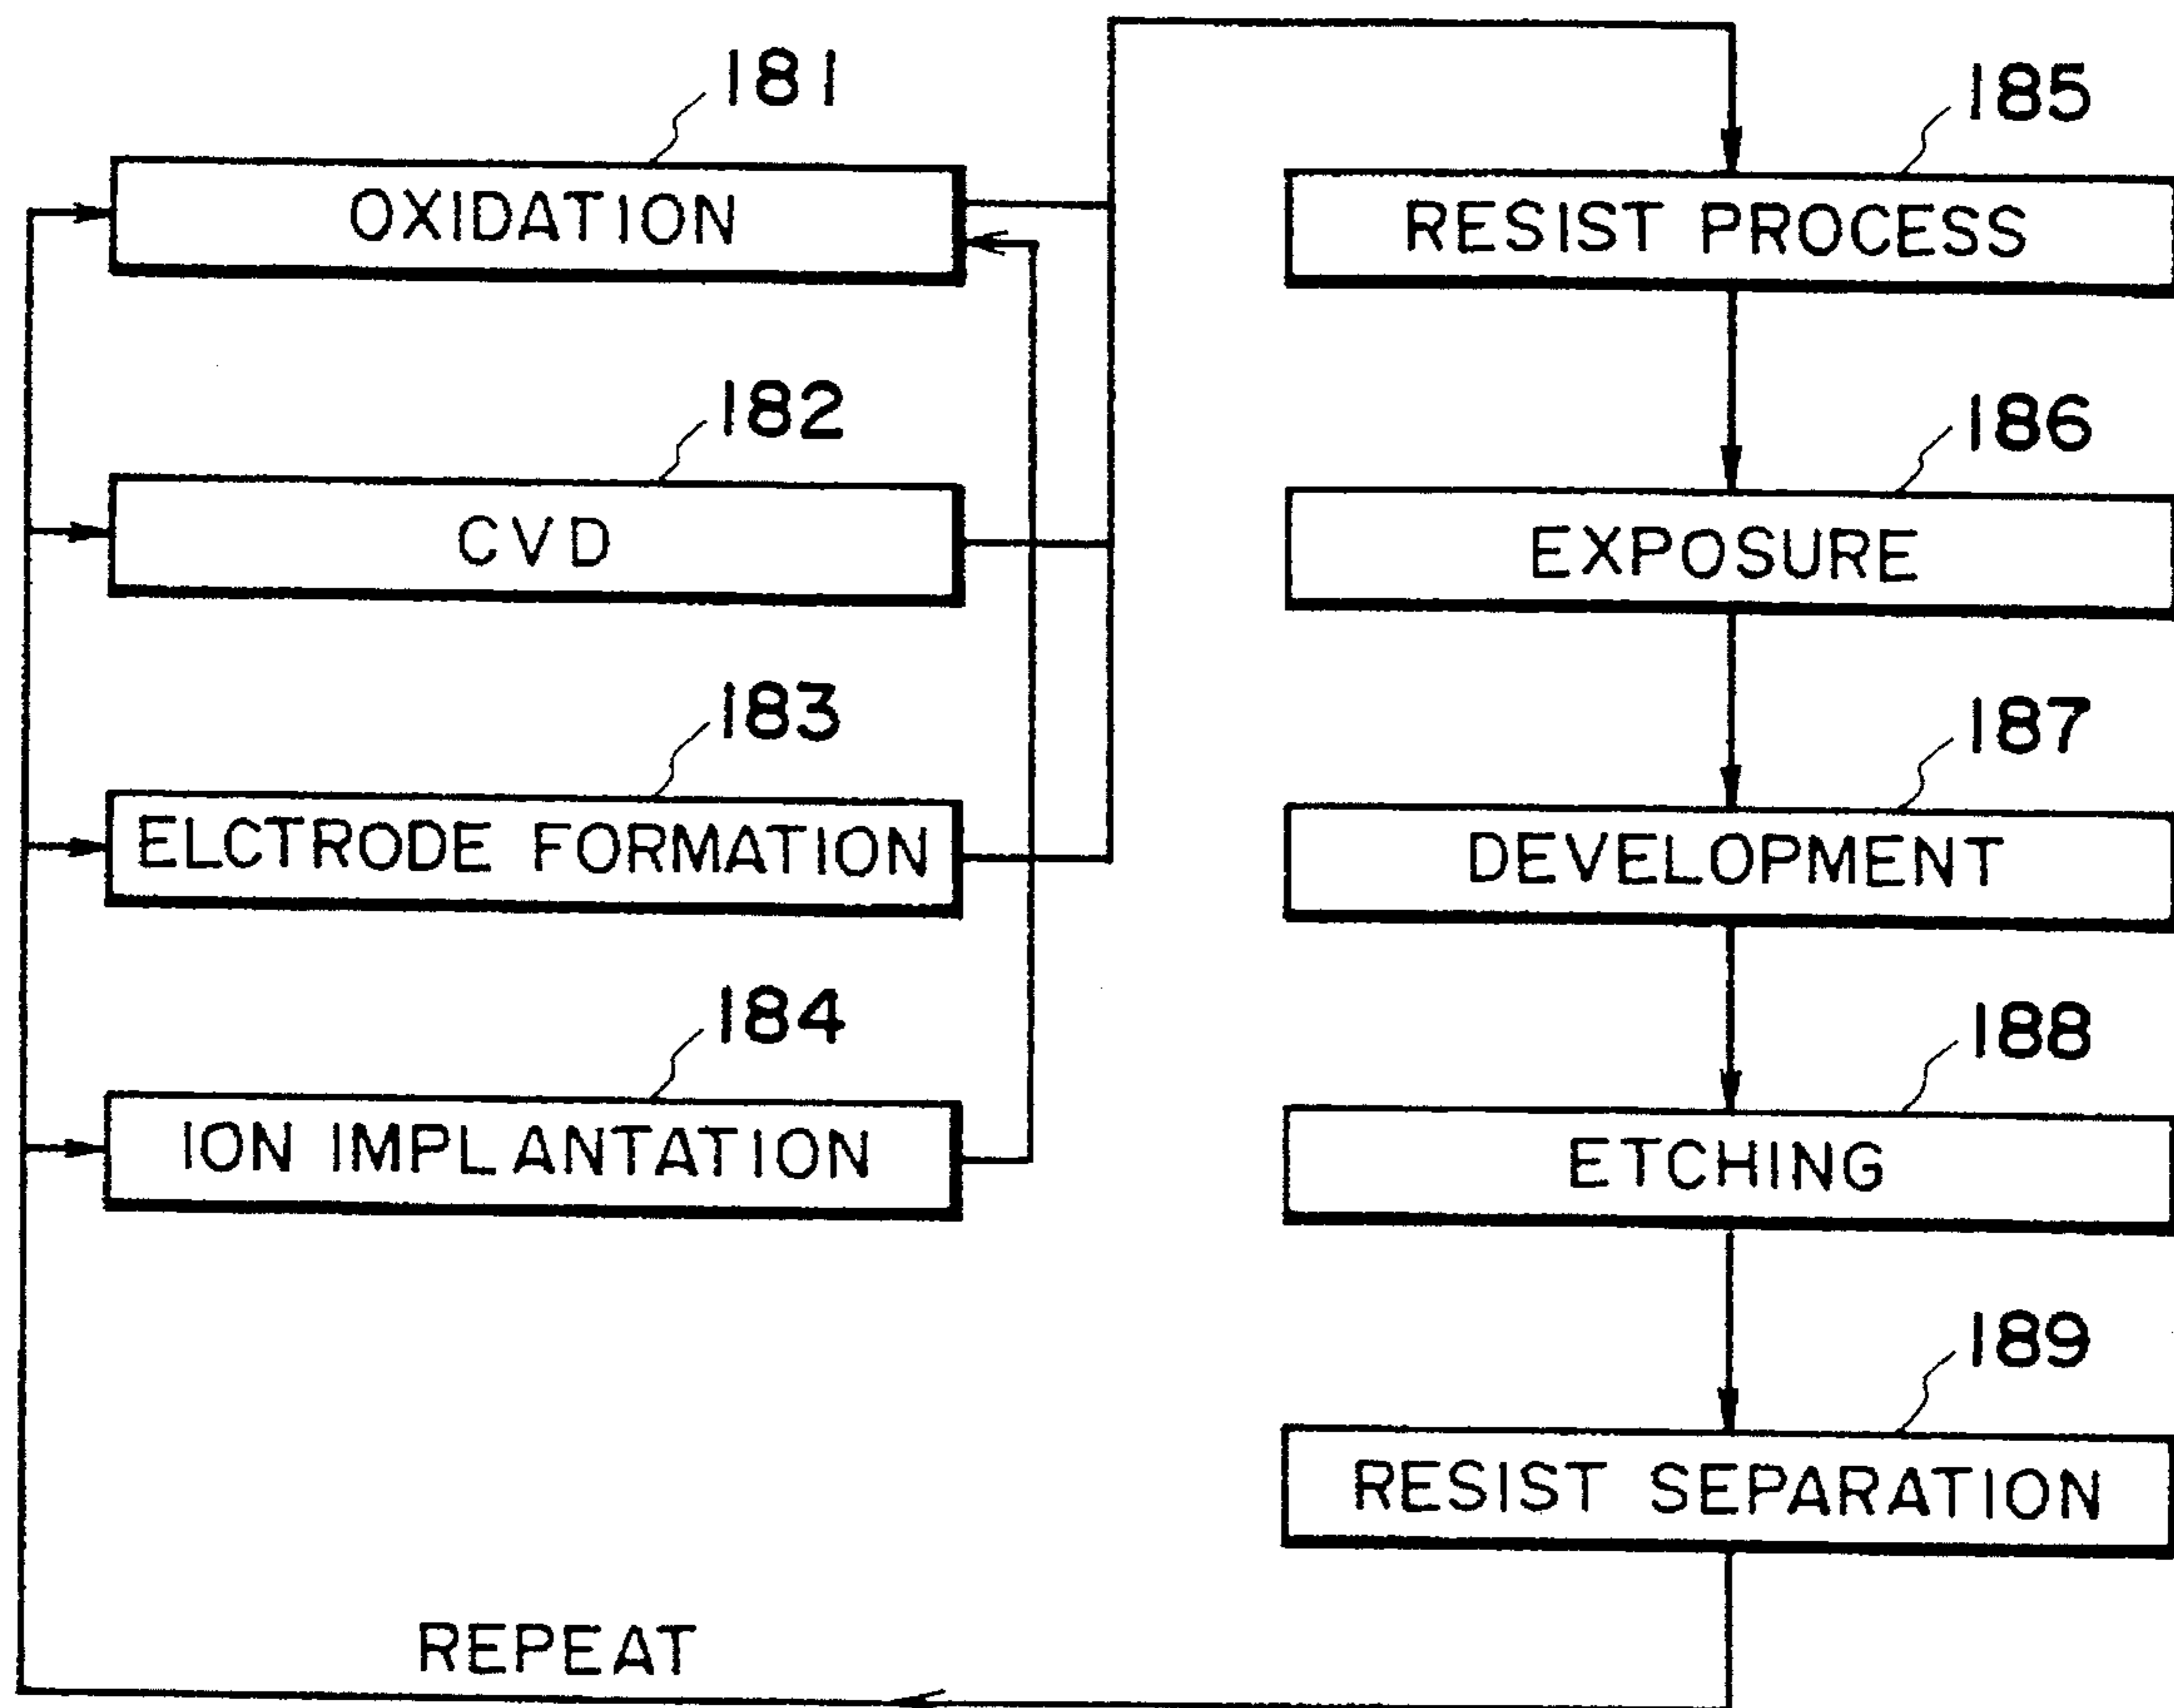 181
OXIDATION
182
CVD
183
ELCTRODE FORMATION
184
ION IMPLANTATION
185
RESIST PROCESS
186
EXPOSURE
187
DEVELOPMENT
188
ETCHING
189
RESIST SEPARATION
REPEAT